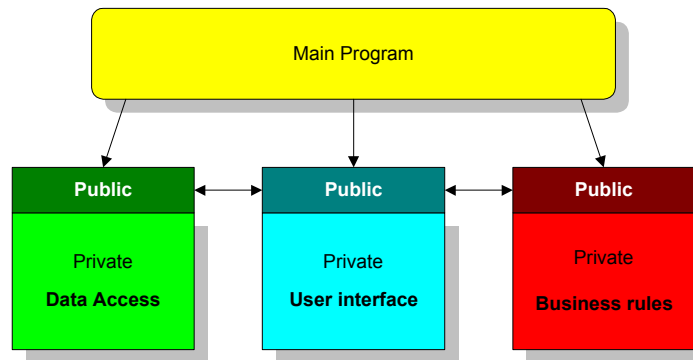 Main Program
Public
Public
Public
Private
Private
Private
Data Access
User interface
Business rules